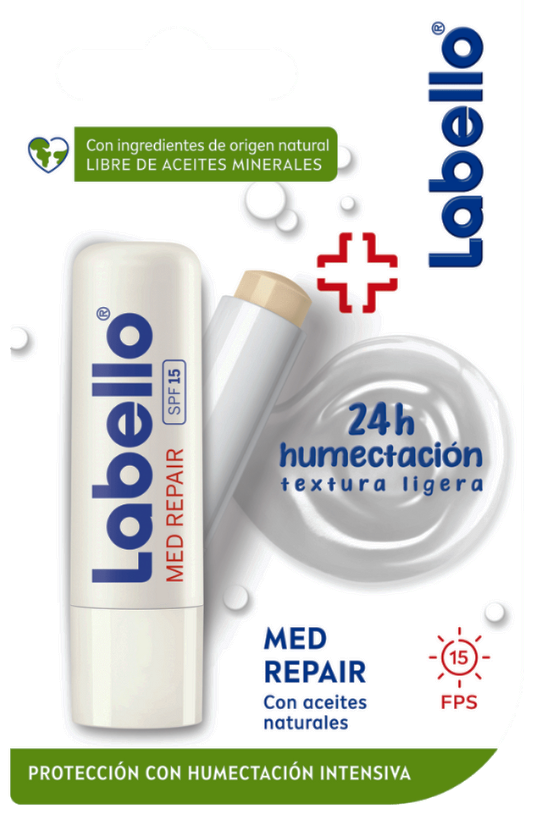 Labello®
Con ingredientes de origen natural
LIBRE DE ACEITES MINERALES
Labello®
SPF 15
MED REPAIR
24h
humectación
textura ligera
MED
REPAIR
Con aceites
naturales
15
FPS
PROTECCIÓN CON HUMECTACIÓN INTENSIVA